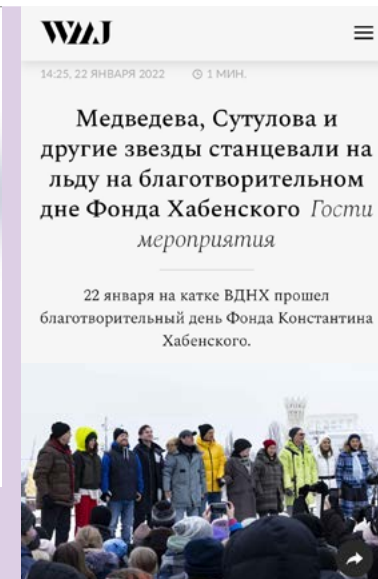 WMJ
14:25, 22 ЯНВАРЯ 2022 1 МИН.
Медведева, Сутулова и
другие звезды станцевали на
льду на благотворительном
дне Фонда Хабенского Гости
мероприятия
22 января на катке ВДНХ прошел
благотворительный день Фонда Константина
Хабенского.